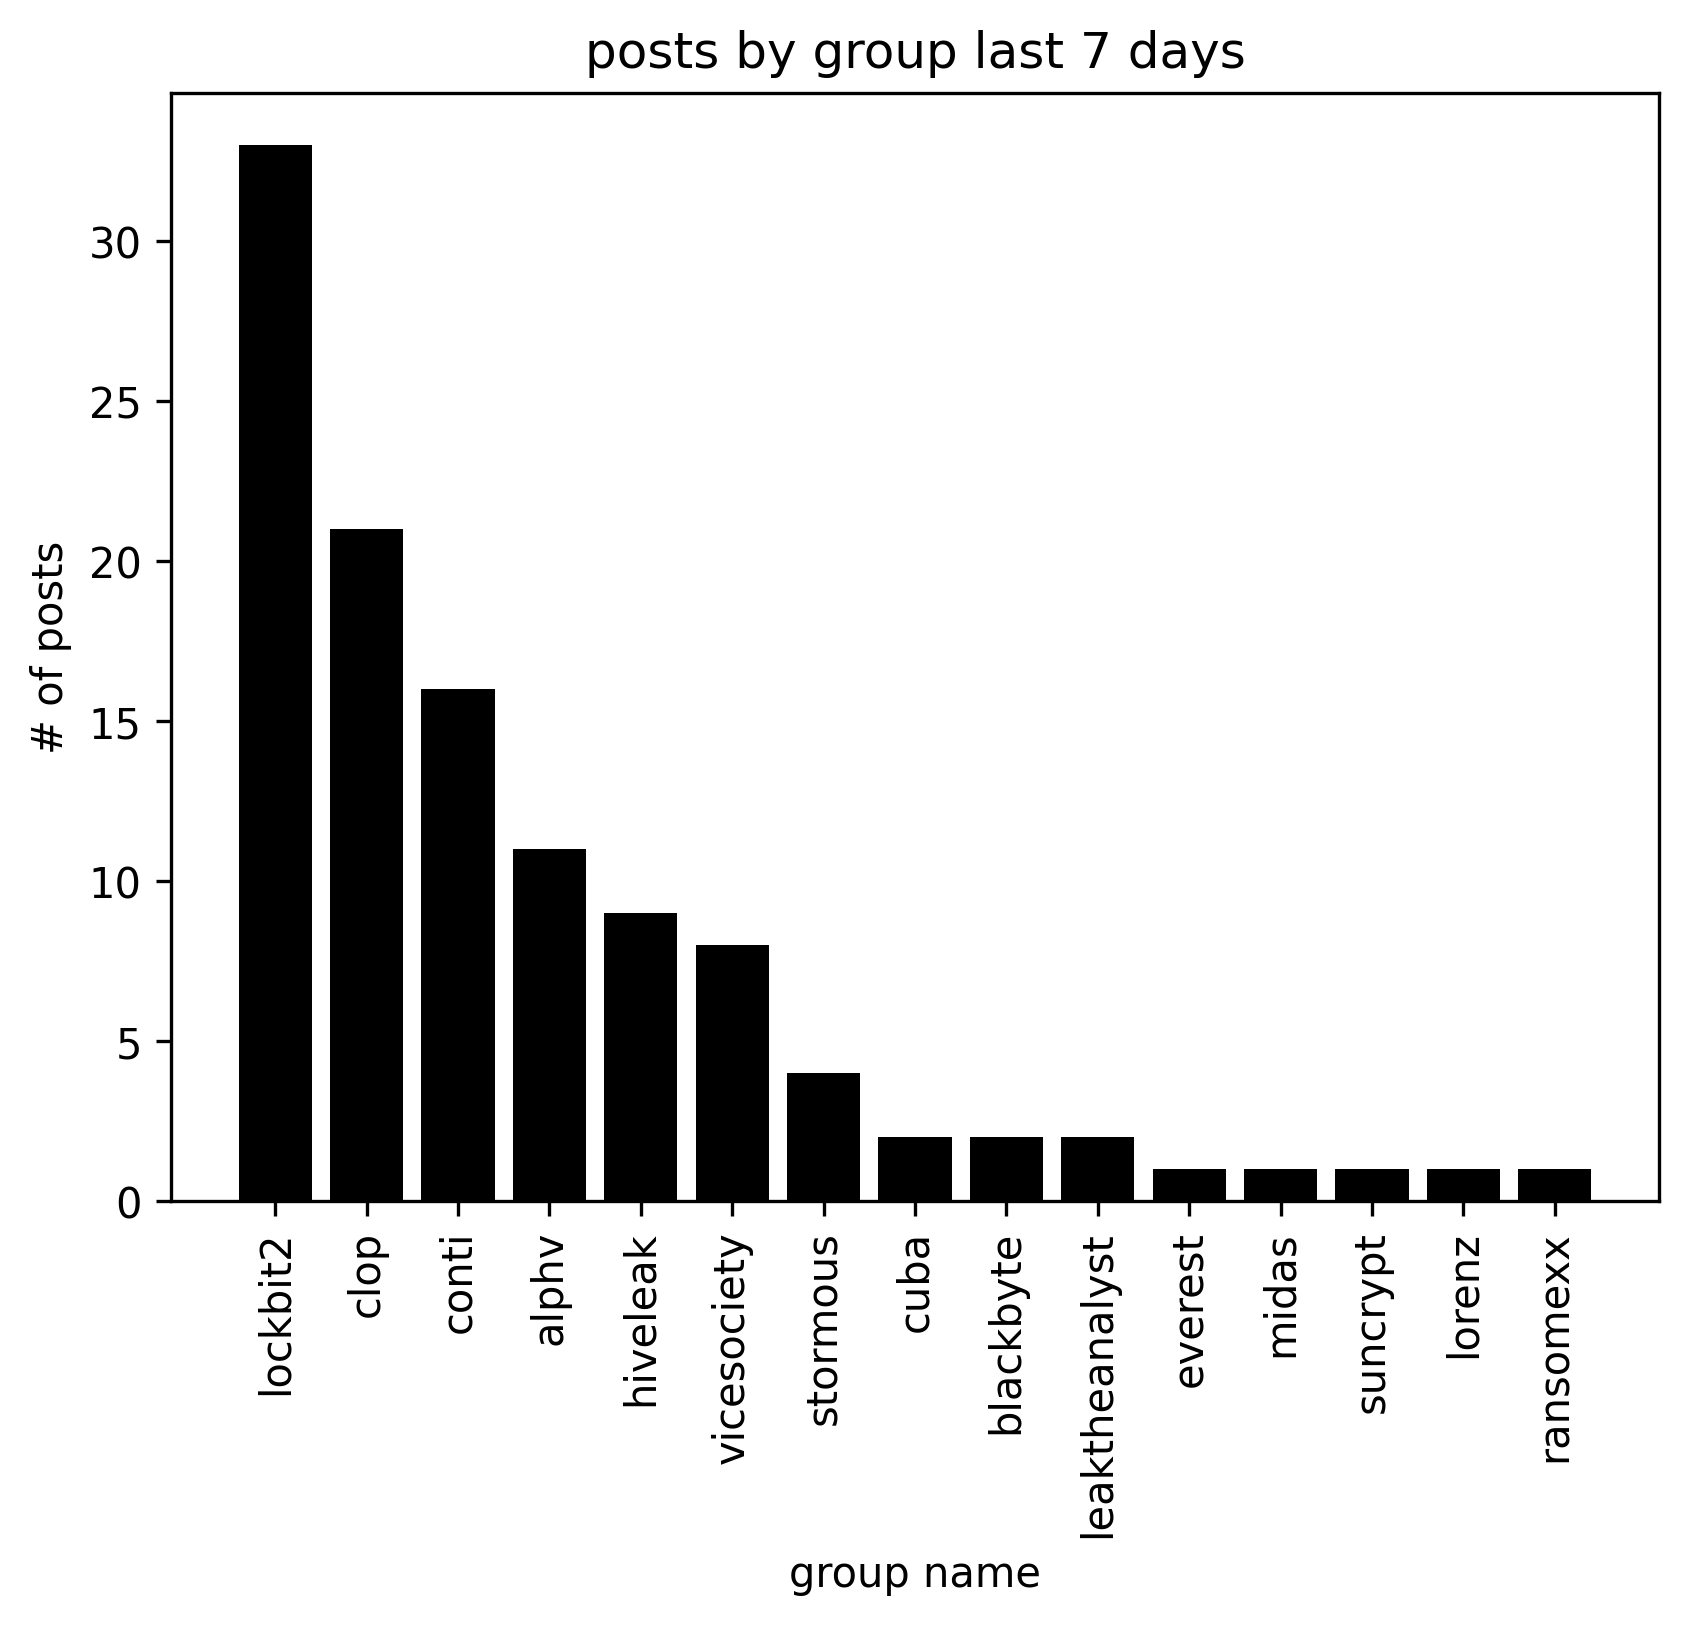 posts by group last 7 days
# of posts
30
25
20
15
10
5
0
lockbit2
clop
conti
alphv
hiveleak
vicesociety
stormous
cuba
blackbyte
leaktheanalyst
everest
midas
suncrypt
lorenz
ransomexx
group name